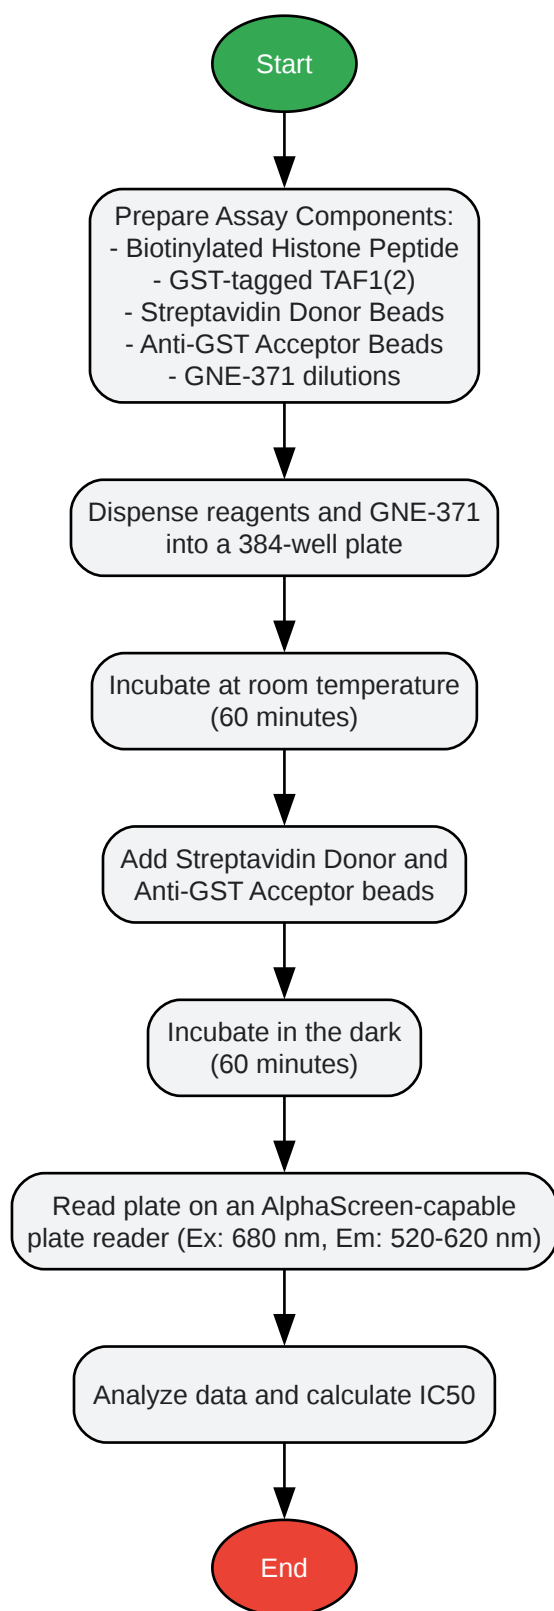 Start
Prepare Assay Components:
- Biotinylated Histone Peptide
- GST-tagged TAF1(2)
- Streptavidin Donor Beads
- Anti-GST Acceptor Beads
- GNE-371 dilutions
Dispense reagents and GNE-371
into a 384-well plate
Incubate at room temperature
(60 minutes)
Add Streptavidin Donor and
Anti-GST Acceptor beads
Incubate in the dark
(60 minutes)
Read plate on an AlphaScreen-capable
plate reader (Ex: 680 nm, Em: 520-620 nm)
Analyze data and calculate IC50
End